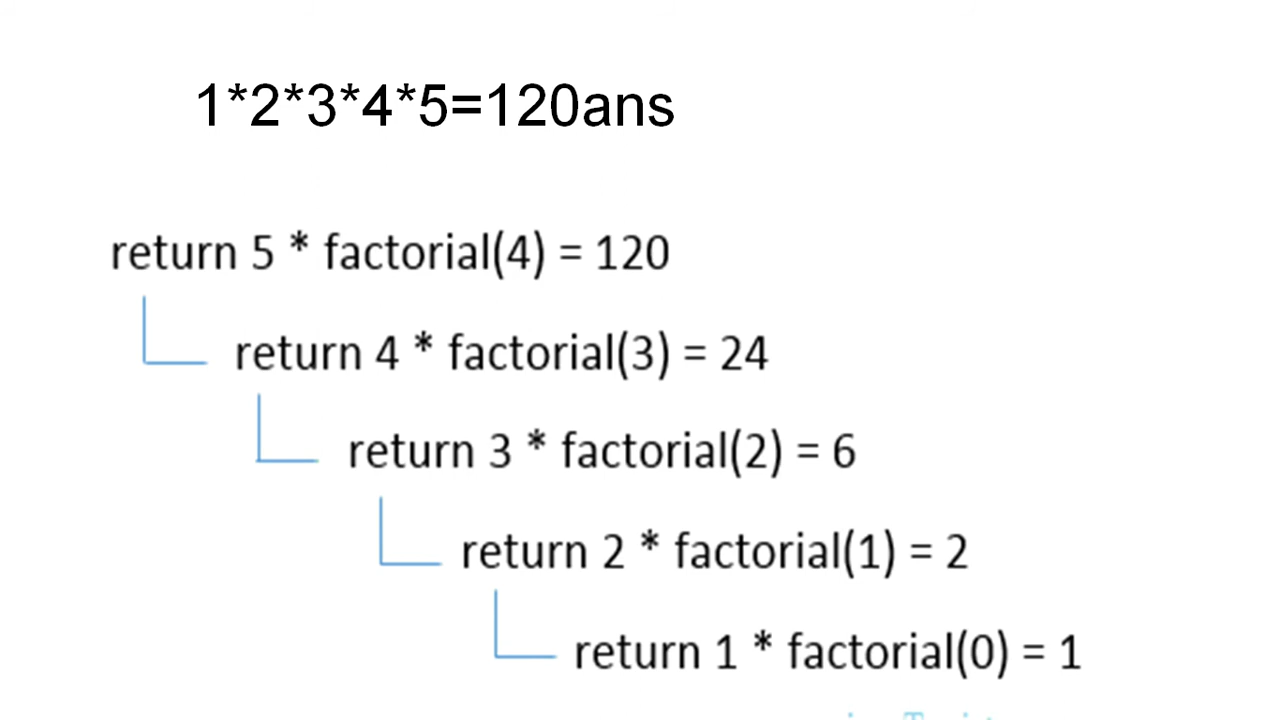 1*2*3*4*5=120ans
return 5 * factorial(4) = 120
return 4 * factorial(3) = 24
return 3 * factorial(2) = 6
return 2 * factorial(1) = 2
return 1 * factorial(0) = 1